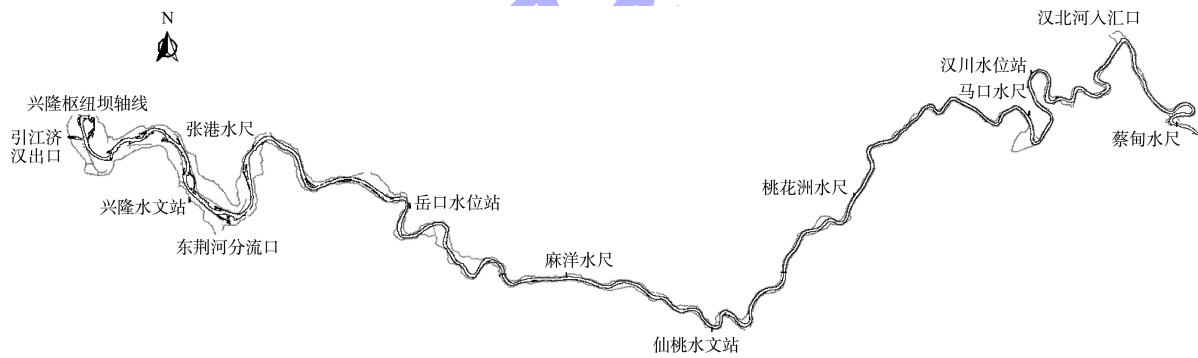 N
汉北河入汇口
汉川水位站
马口水尺
兴隆枢纽坝轴线
张港水尺
引江济
汉出口
蔡甸水尺
桃花洲水尺
兴隆水文站
岳口水位站
东荆河分流口
麻洋水尺
仙桃水文站